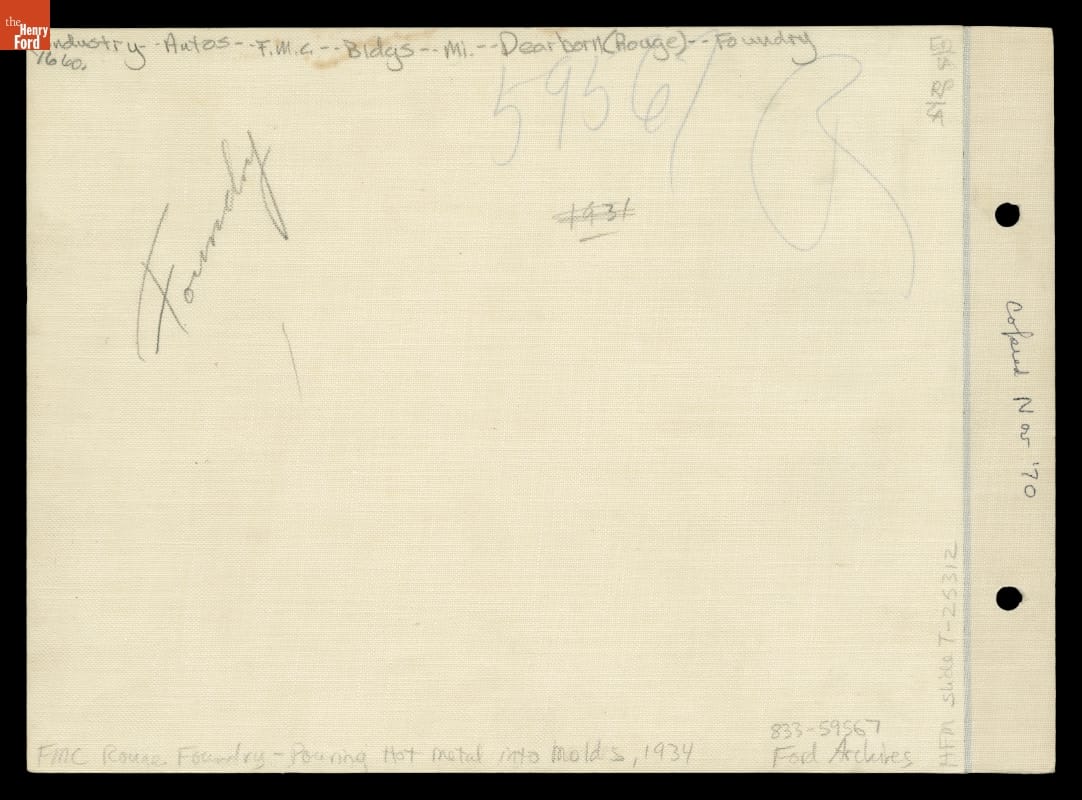 the
Henry
Ford
Industry--Autos--F.M.C.--Bldgs--Mi.--Dearborn(Rouge)--Foundry
1660.
59567
Foundry
1931
Copied Nov '70
HFM slide T-25312
833-59567
FMC Rouge Foundry - Pouring Hot metal into Molds, 1934
Ford Archives